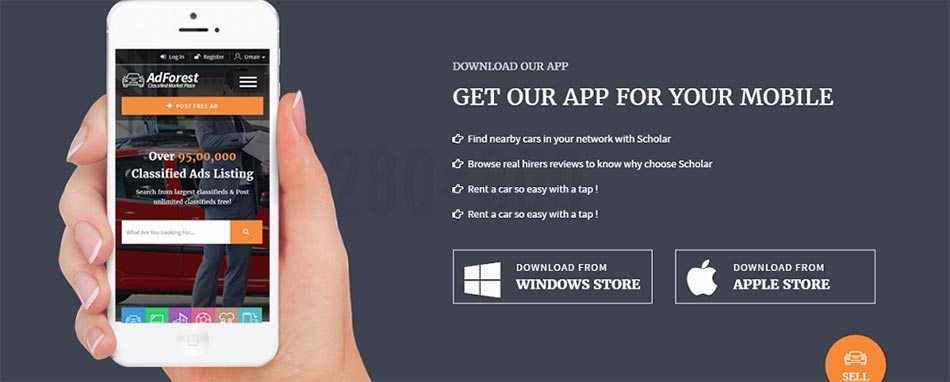 Log In Register Umair
AdForest
Classified Market Place
+ POST FREE AD
Over 95,00,000
Classified Ads Listing
Search from largest classifieds & Post
unlimited classifieds free!
What Are You Looking For...
DOWNLOAD OUR APP
GET OUR APP FOR YOUR MOBILE
Find nearby cars in your network with Scholar
Browse real hirers reviews to know why choose Scholar
Rent a car so easy with a tap !
Rent a car so easy with a tap !
DOWNLOAD FROM
WINDOWS STORE
DOWNLOAD FROM
APPLE STORE
SELL